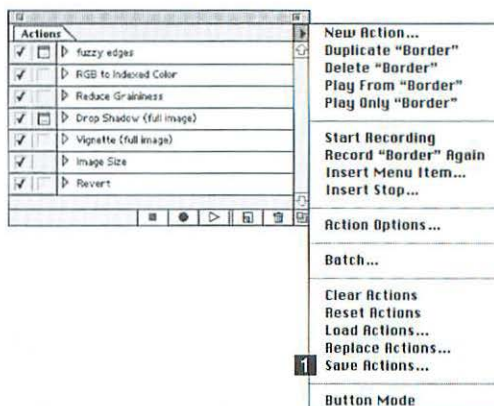 Actions
fuzzy edges
RGB to Indexed Color
Reduce Graininess
Drop Shadow (full image)
Vignette (full image)
Image Size
Revert
New Action...
Duplicate “Border”
Delete “Border”
Play From “Border”
Play Only “Border”
Start Recording
Record “Border” Again
Insert Menu Item...
Insert Stop...
Action Options...
Batch...
Clear Actions
Reset Actions
Load Actions...
Replace Actions...
1 Save Actions...
Button Mode